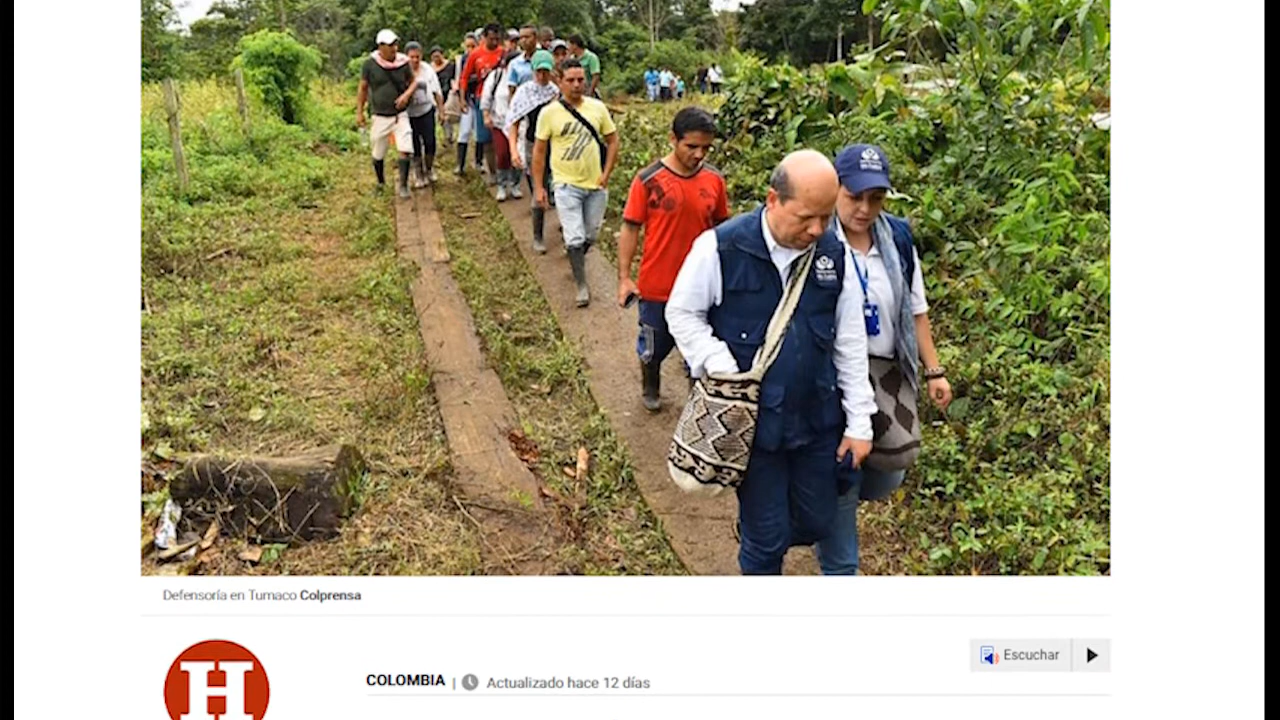 Defensoría en Tumaco Colprensa
Escuchar
H
COLOMBIA | Actualizado hace 12 días